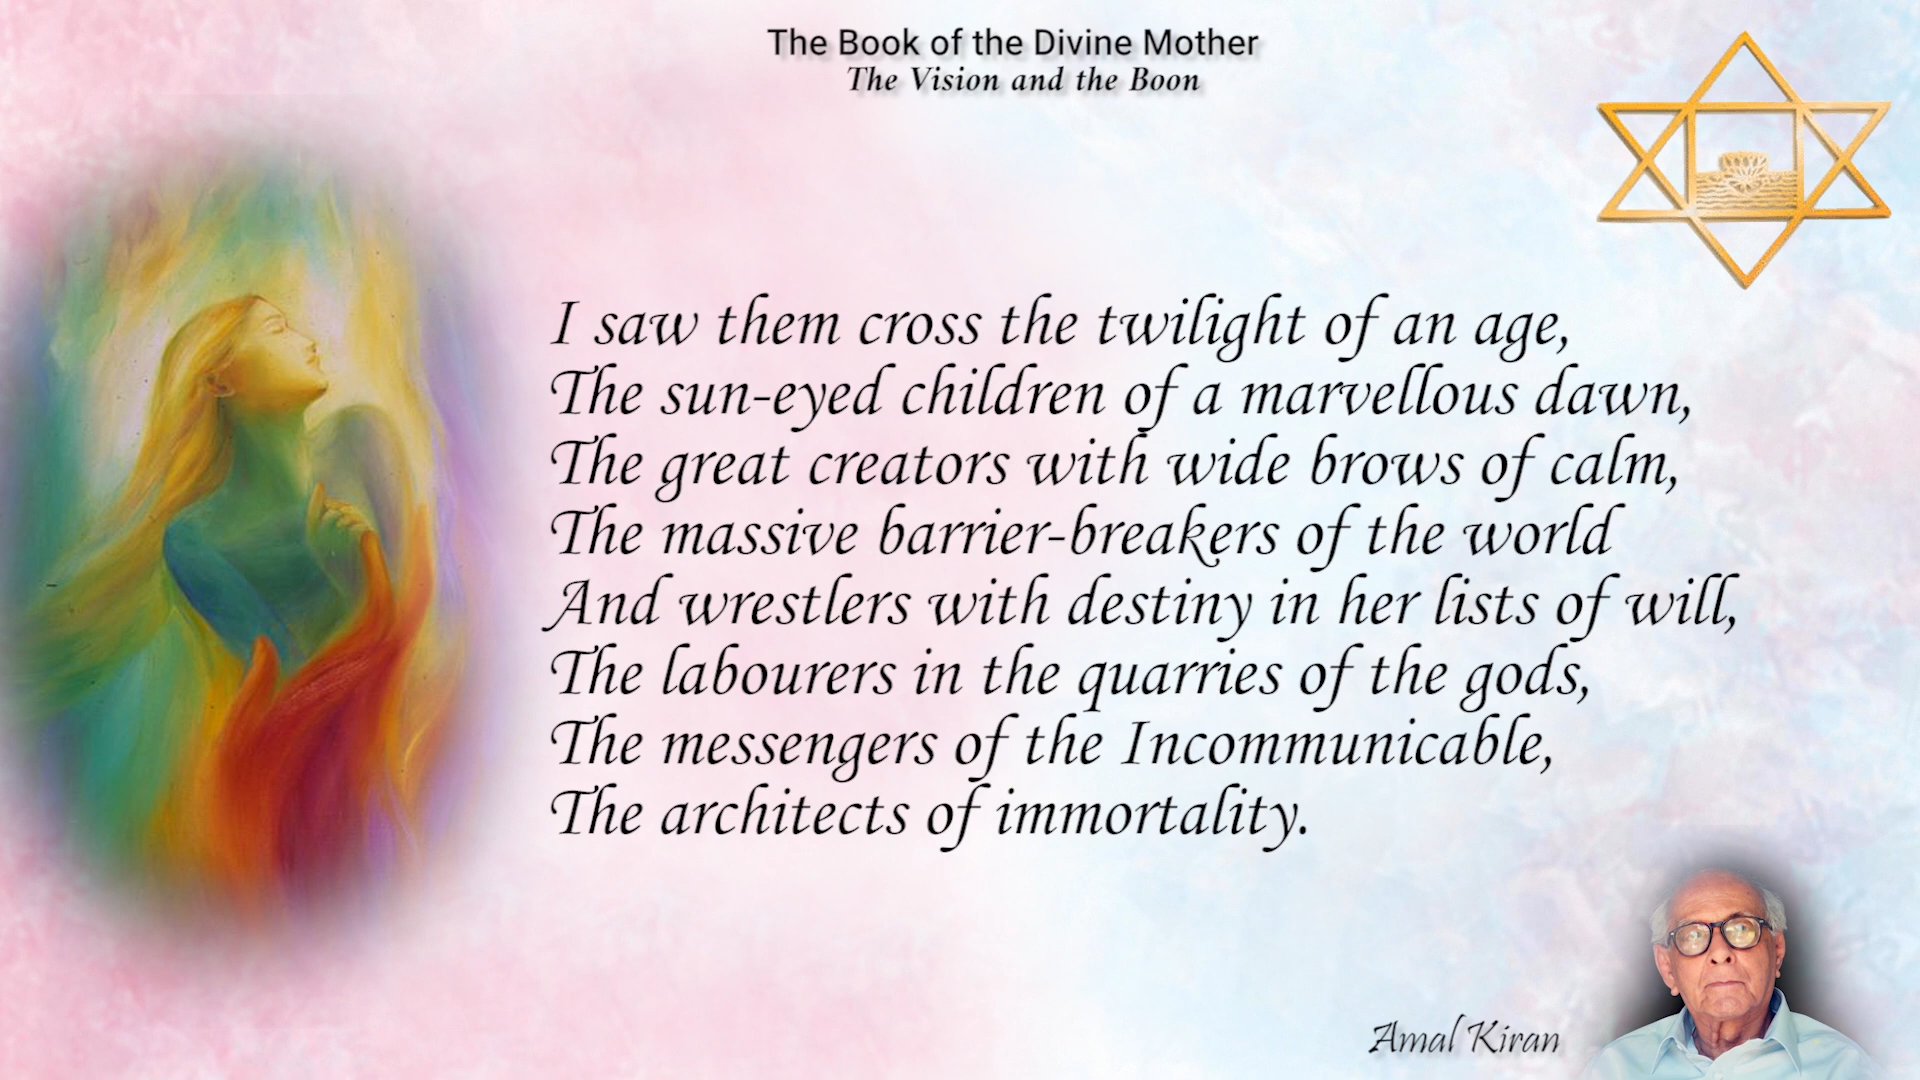 The Book of the Divine Mother
The Vision and the Boon
I saw them cross the twilight of an age,
The sun-eyed children of a marvellous dawn,
The great creators with wide brows of calm,
The massive barrier-breakers of the world
And wrestlers with destiny in her lists of will,
The labourers in the quarries of the gods,
The messengers of the Incommunicable,
The architects of immortality.
Amal Kiran